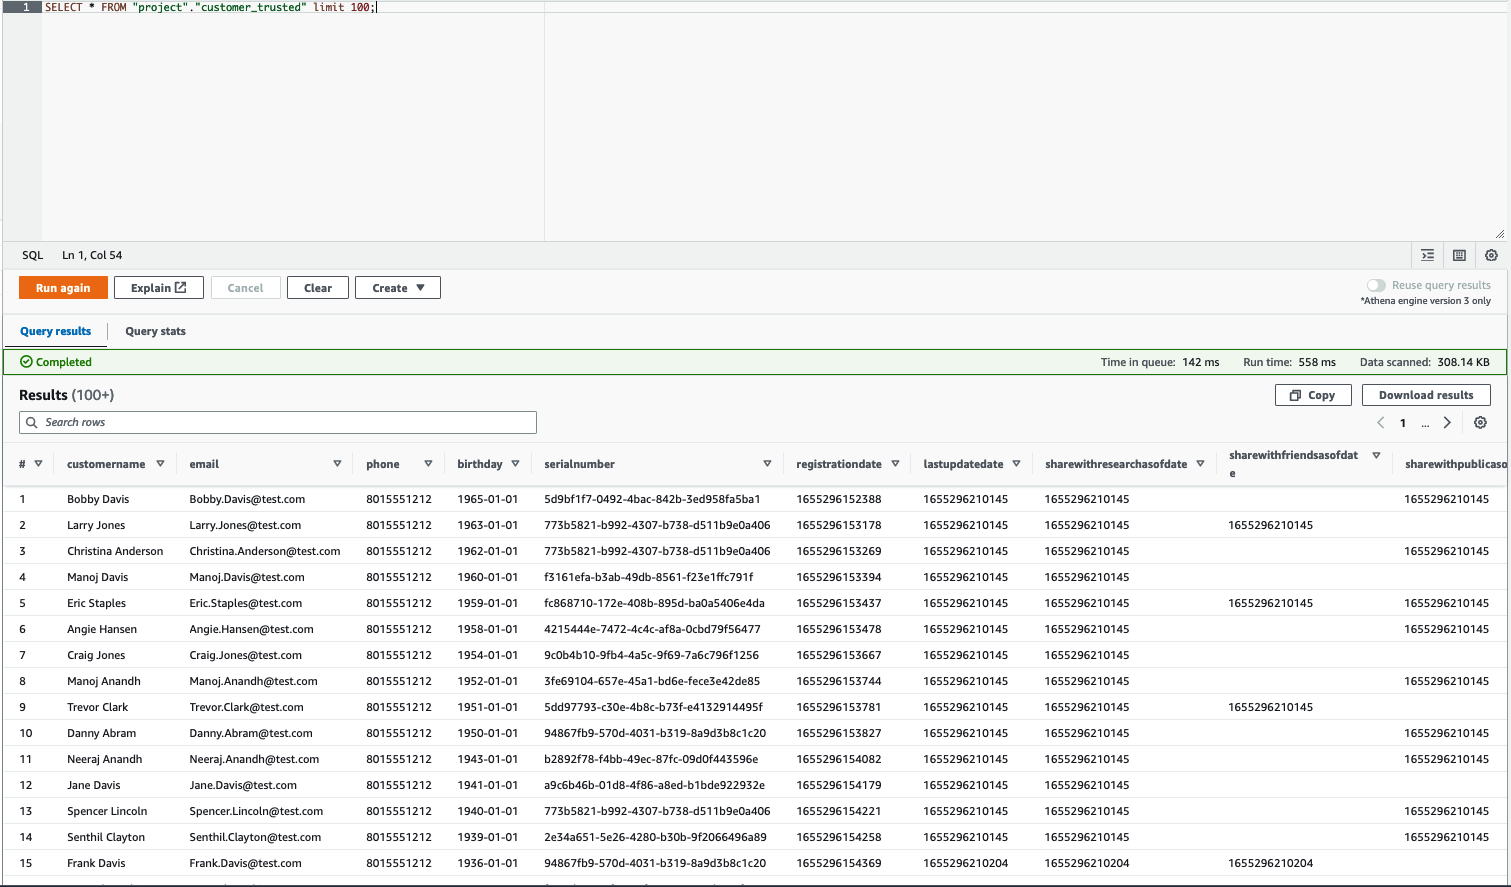 1 SELECT * FROM "project"."customer_trusted" limit 100;
SQL Ln 1, Col 54
Run again Explain Cancel Clear Create
Reuse query results
*Athena engine version 3 only
Query results Query stats
Completed Time in queue: 142 ms Run time: 558 ms Data scanned: 308.14 KB
Results (100+) Copy Download results
Search rows 1 ...
# customername email phone birthday serialnumber registrationdate lastupdatedate sharewithresearchasofdate sharewithfriendsasofdat sharewithpublicaso
e
1 Bobby Davis Bobby.Davis@test.com 8015551212 1965-01-01 5d9bf1f7-0492-4bac-842b-3ed958fa5ba1 1655296152388 1655296210145 1655296210145 1655296210145
2 Larry Jones Larry.Jones@test.com 8015551212 1963-01-01 773b5821-b992-4307-b738-d511b9e0a406 1655296153178 1655296210145 1655296210145 1655296210145
3 Christina Anderson Christina.Anderson@test.com 8015551212 1962-01-01 773b5821-b992-4307-b738-d511b9e0a406 1655296153269 1655296210145 1655296210145 1655296210145
4 Manoj Davis Manoj.Davis@test.com 8015551212 1960-01-01 f3161efa-b3ab-49db-8561-f23e1ffc791f 1655296153394 1655296210145 1655296210145
5 Eric Staples Eric.Staples@test.com 8015551212 1959-01-01 fc868710-172e-408b-895d-ba0a5406e4da 1655296153437 1655296210145 1655296210145 1655296210145 1655296210145
6 Angie Hansen Angie.Hansen@test.com 8015551212 1958-01-01 4215444e-7472-4c4c-af8a-0cbd79f56477 1655296153478 1655296210145 1655296210145 1655296210145
7 Craig Jones Craig.Jones@test.com 8015551212 1954-01-01 9c0b4b10-9fb4-4a5c-9f69-7a6c796f1256 1655296153667 1655296210145 1655296210145
8 Manoj Anandh Manoj.Anandh@test.com 8015551212 1952-01-01 3fe69104-657e-45a1-bd6e-fece3e42de85 1655296153744 1655296210145 1655296210145 1655296210145
9 Trevor Clark Trevor.Clark@test.com 8015551212 1951-01-01 5dd97793-c30e-4b8c-b73f-e4132914495f 1655296153781 1655296210145 1655296210145 1655296210145
10 Danny Abram Danny.Abram@test.com 8015551212 1950-01-01 94867fb9-570d-4031-b319-8a9d3b8c1c20 1655296153827 1655296210145 1655296210145 1655296210145
11 Neeraj Anandh Neeraj.Anandh@test.com 8015551212 1943-01-01 b2892f78-f4bb-49ec-87fc-09d0f443596e 1655296154082 1655296210145 1655296210145 1655296210145
12 Jane Davis Jane.Davis@test.com 8015551212 1941-01-01 a9c6b46b-01d8-4f86-a8ed-b1bde922932e 1655296154179 1655296210145 1655296210145
13 Spencer Lincoln Spencer.Lincoln@test.com 8015551212 1940-01-01 773b5821-b992-4307-b738-d511b9e0a406 1655296154221 1655296210145 1655296210145 1655296210145
14 Senthil Clayton Senthil.Clayton@test.com 8015551212 1939-01-01 2e34a651-5e26-4280-b30b-9f2066496a89 1655296154258 1655296210145 1655296210145 1655296210145
15 Frank Davis Frank.Davis@test.com 8015551212 1936-01-01 94867fb9-570d-4031-b319-8a9d3b8c1c20 1655296154369 1655296210204 1655296210204 1655296210204